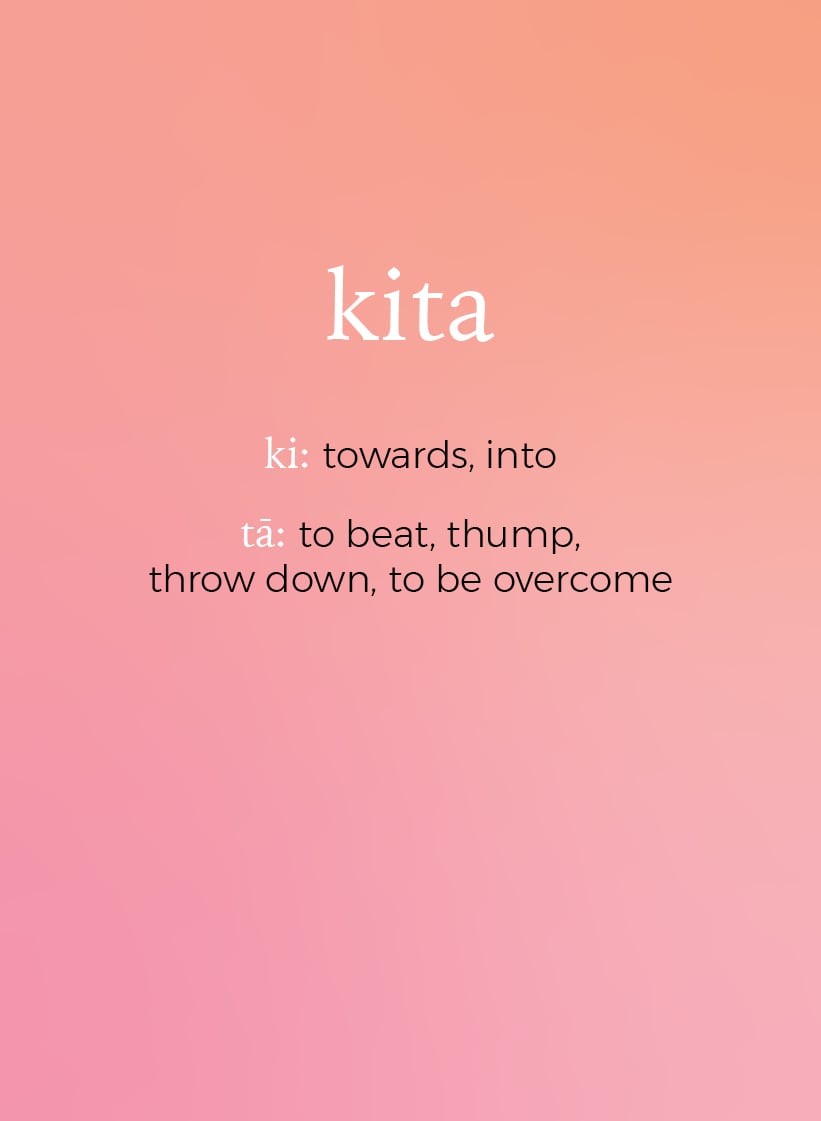 kita
ki: towards, into
tā: to beat, thump,
throw down, to be overcome